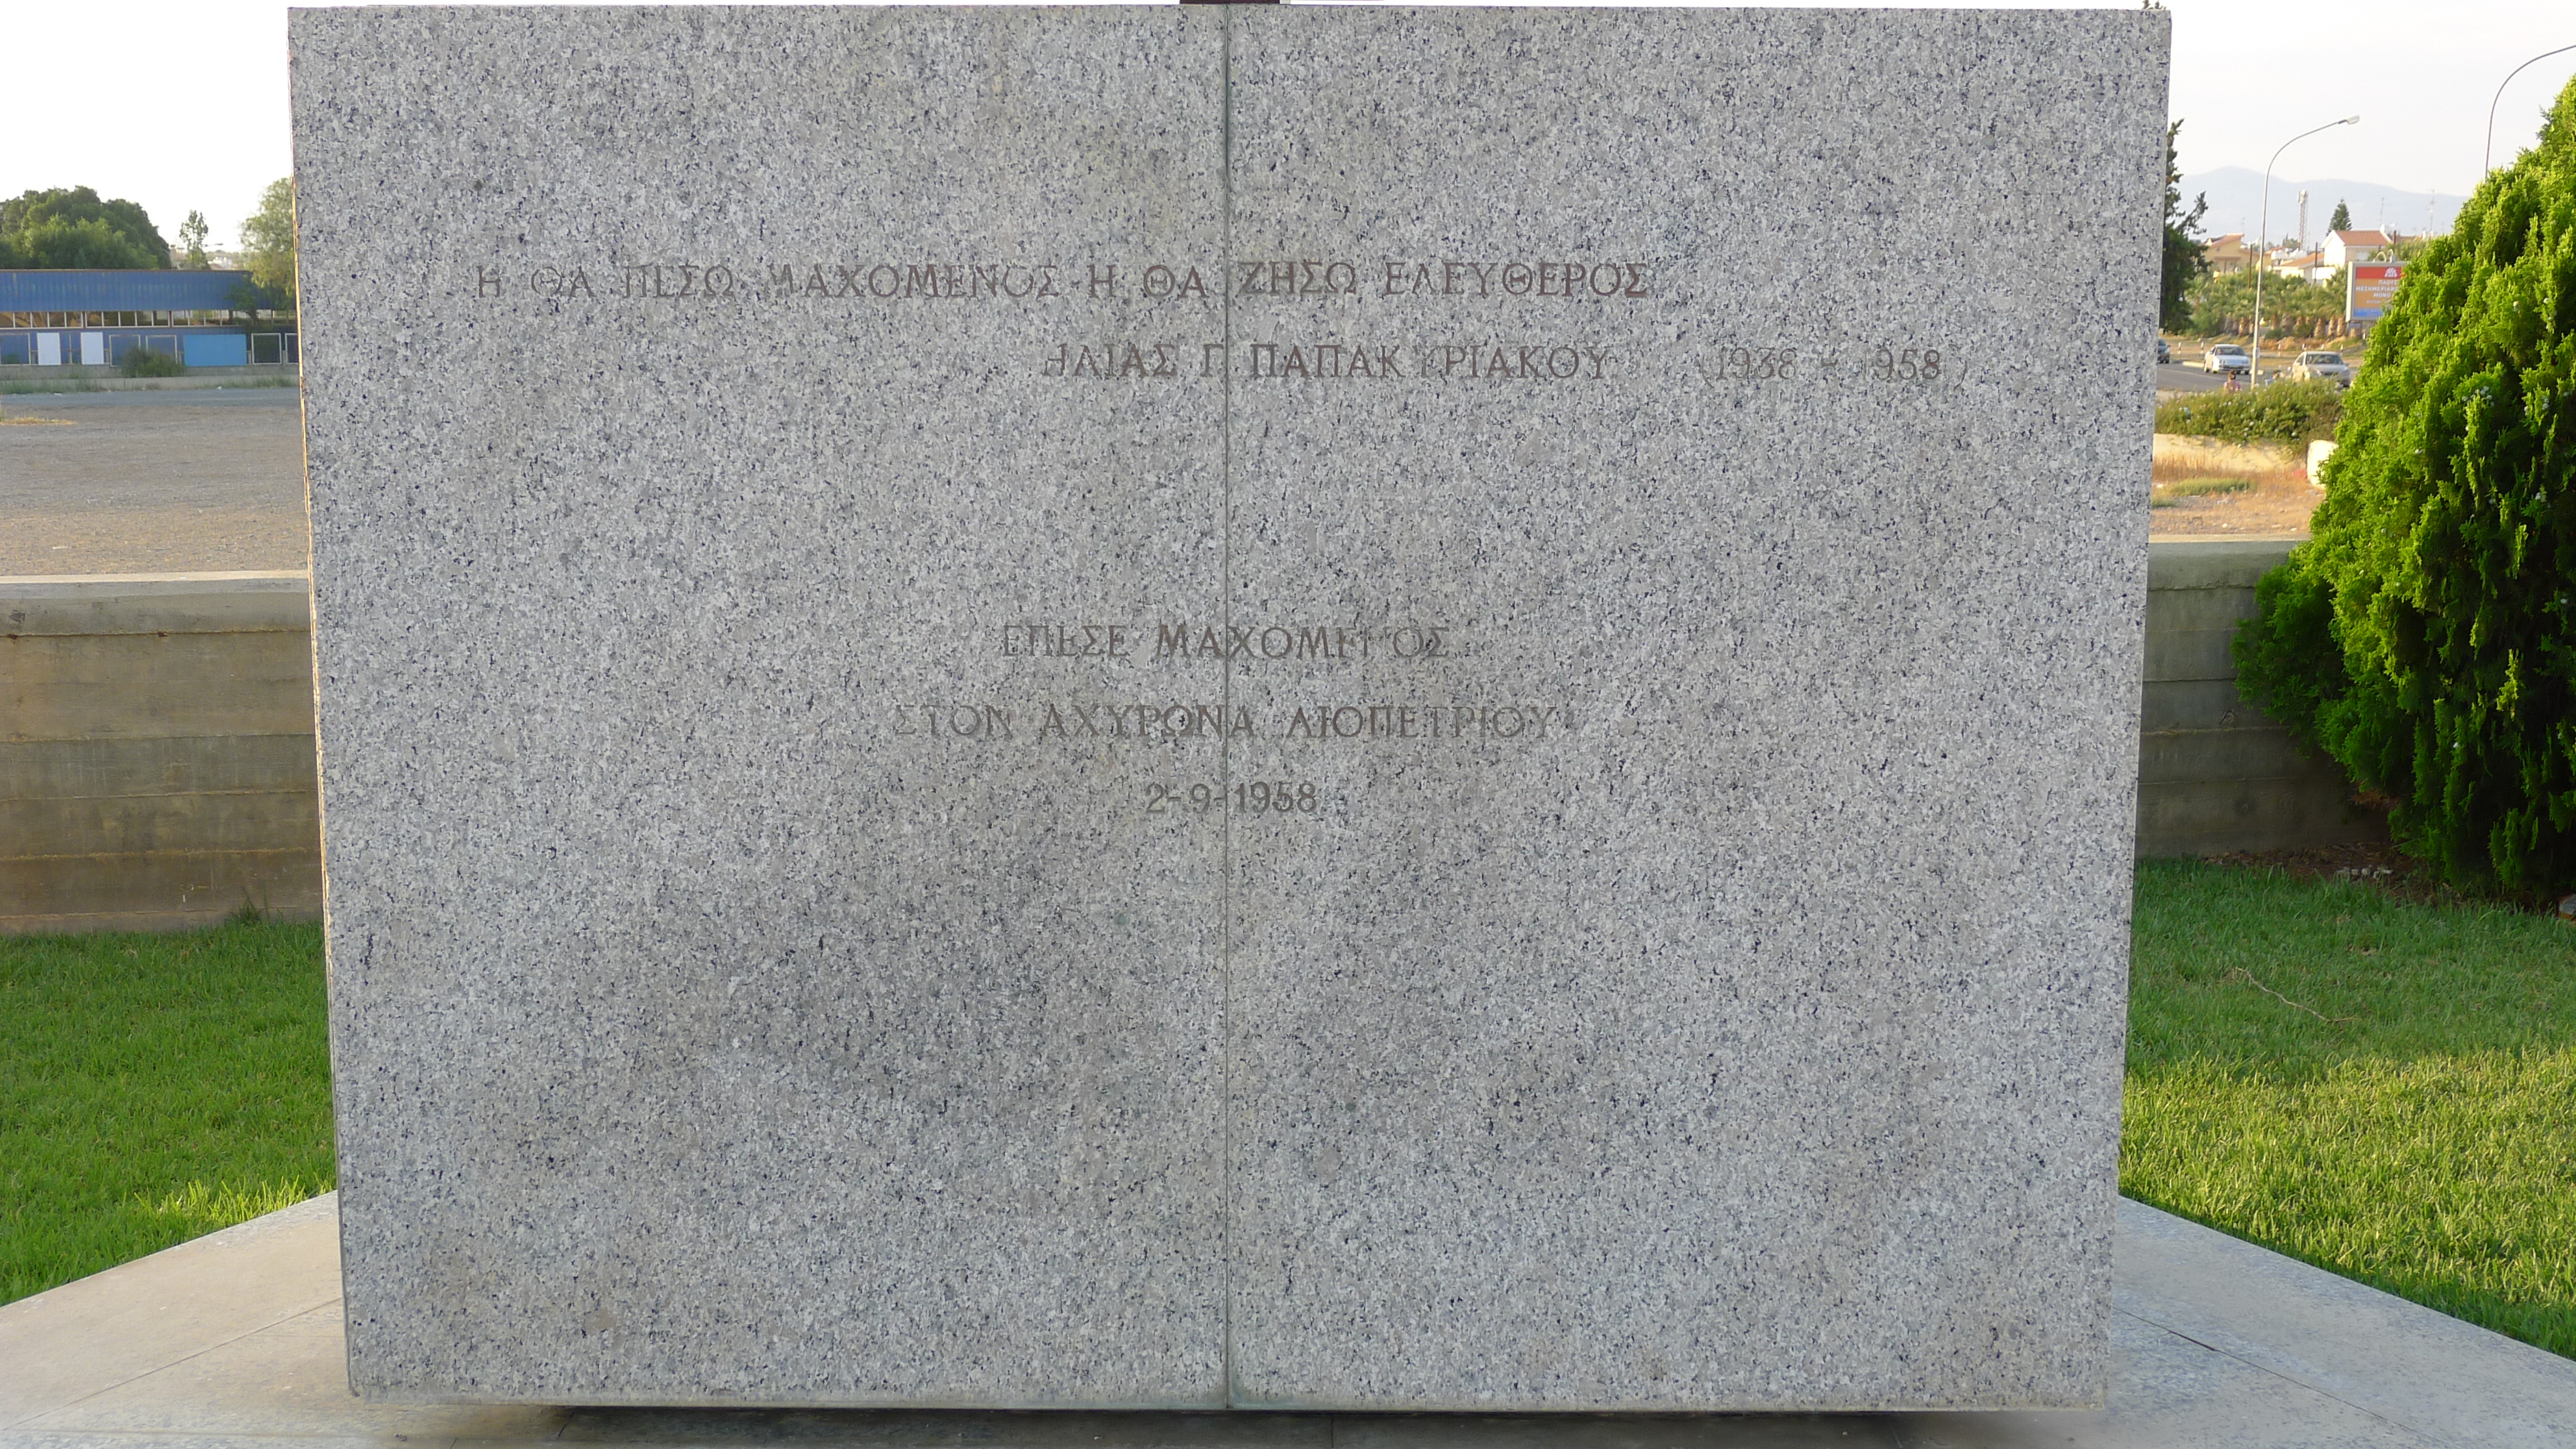 Η ΘΑ ΠΕΣΩ ΜΑΧΟΜΕΝΟΣ Η ΘΑ ΖΗΣΩ ΕΛΕΥΘΕΡΟΣ
ΗΛΙΑΣ Γ. ΠΑΠΑΚΥΡΙΑΚΟΥ (1938 - 1958)
ΕΠΕΣΕ ΜΑΧΟΜΕΝΟΣ
ΣΤΟΝ ΑΧΥΡΩΝΑ ΛΙΟΠΕΤΡΙΟΥ
2-9-1958